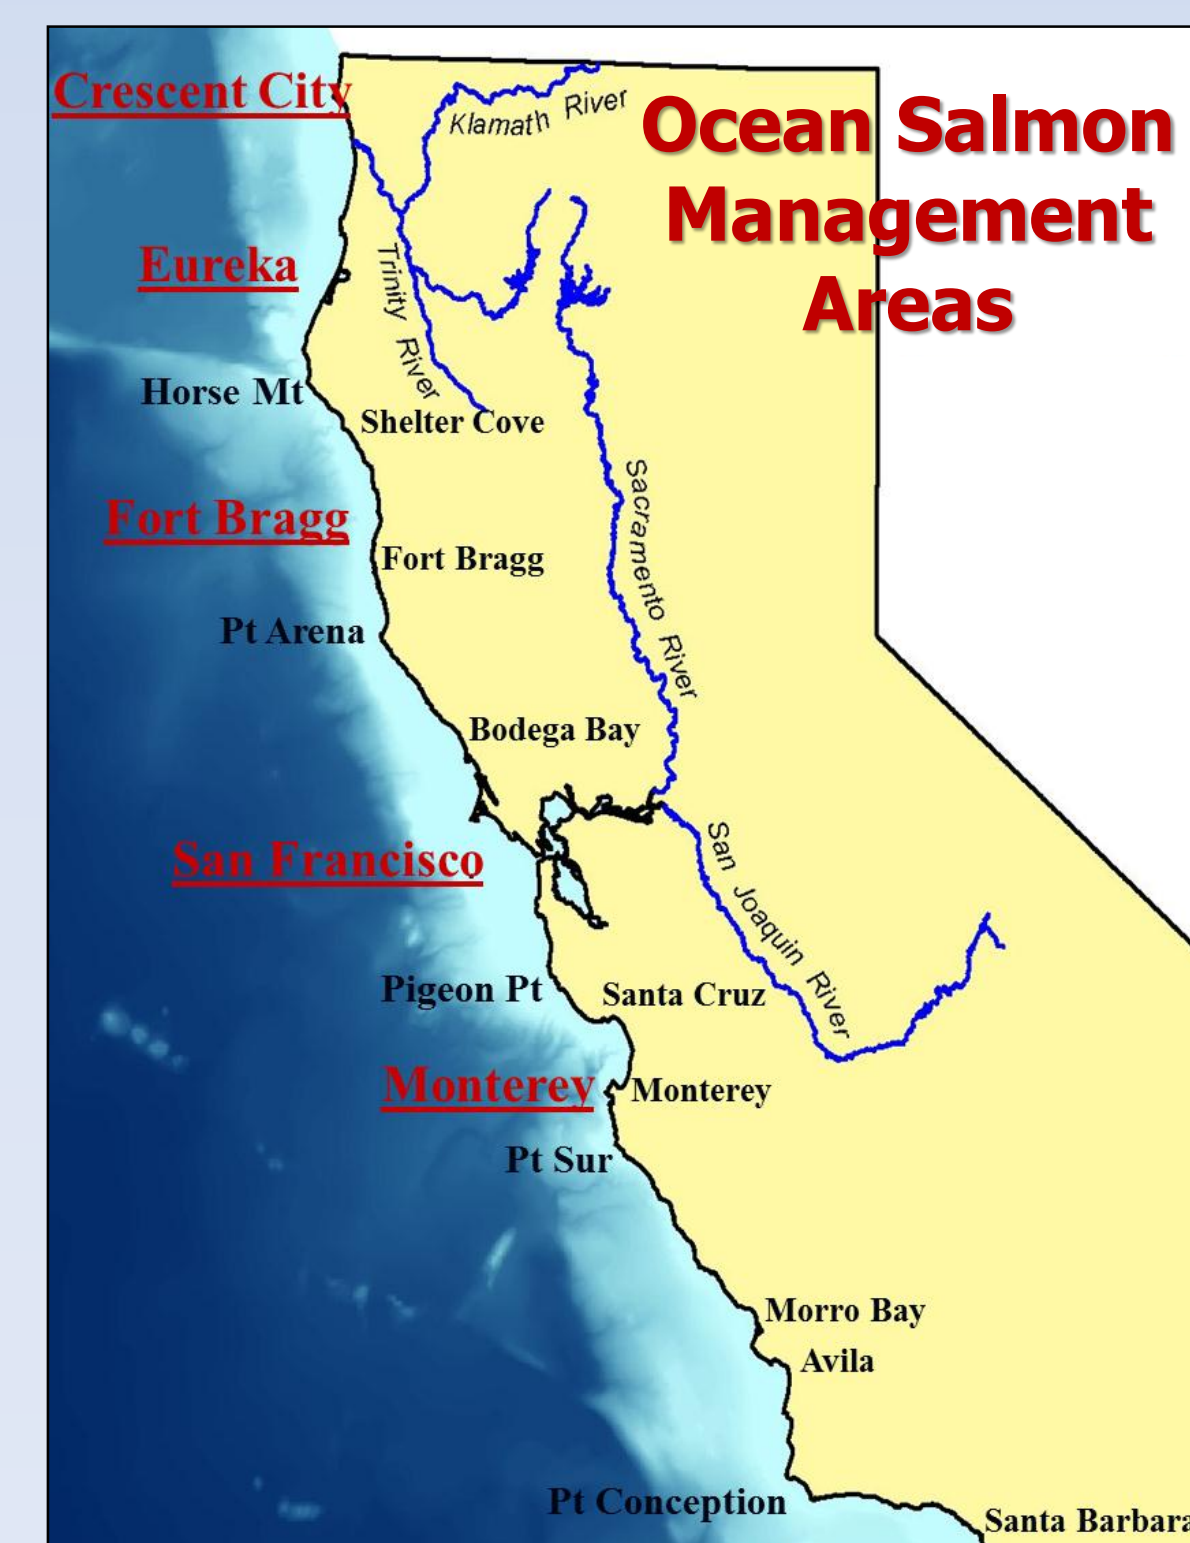 Ocean Salmon
Management
Areas
Crescent City
Klamath River
Eureka
Trinity River
Horse Mt
Shelter Cove
Sacramento River
Fort Bragg
Fort Bragg
Pt Arena
Bodega Bay
San Francisco
San Joaquin River
Pigeon Pt
Santa Cruz
Monterey
Monterey
Pt Sur
Morro Bay
Avila
Pt Conception
Santa Barbara